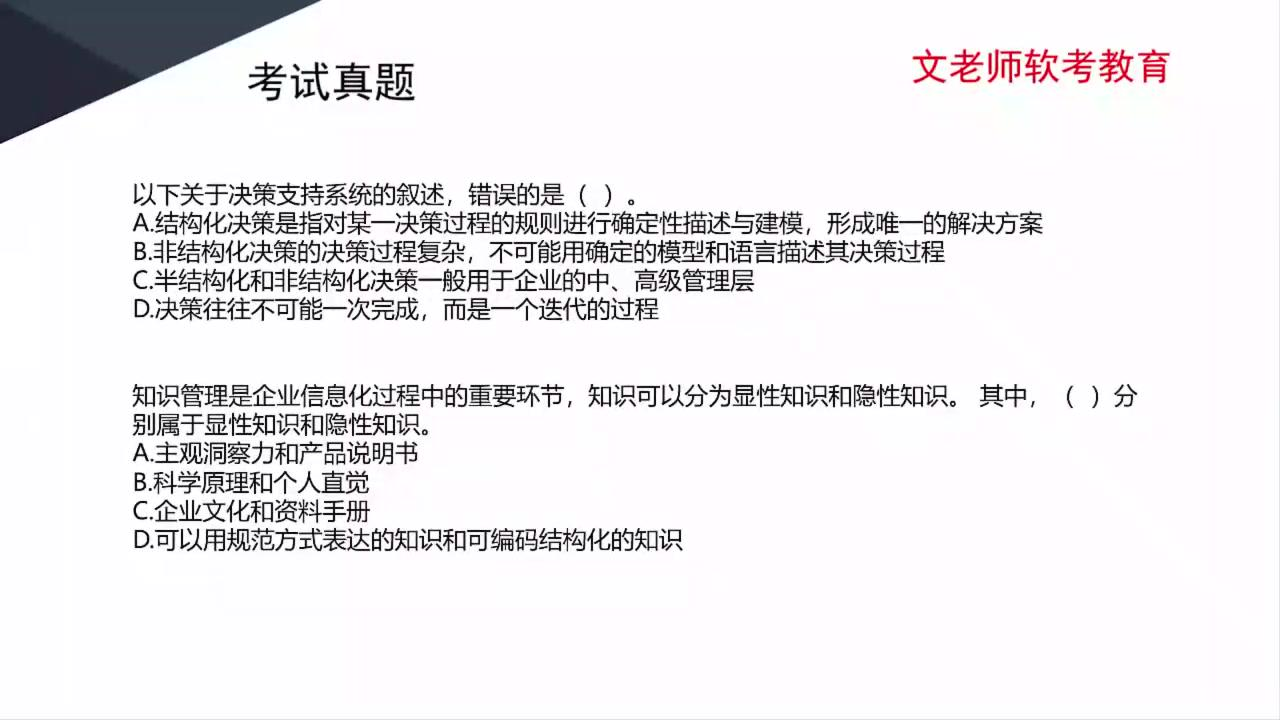 考试真题
文老师软考教育
以下关于决策支持系统的叙述，错误的是（ ）。
A.结构化决策是指对某一决策过程的规则进行确定性描述与建模，形成唯一的解决方案
B.非结构化决策的决策过程复杂，不可能用确定的模型和语言描述其决策过程
C.半结构化和非结构化决策一般用于企业的中、高级管理层
D.决策往往不可能一次完成，而是一个迭代的过程
知识管理是企业信息化过程中的重要环节，知识可以分为显性知识和隐性知识。 其中， （ ）分
别属于显性知识和隐性知识。
A.主观洞察力和产品说明书
B.科学原理和个人直觉
C.企业文化和资料手册
D.可以用规范方式表达的知识和可编码结构化的知识